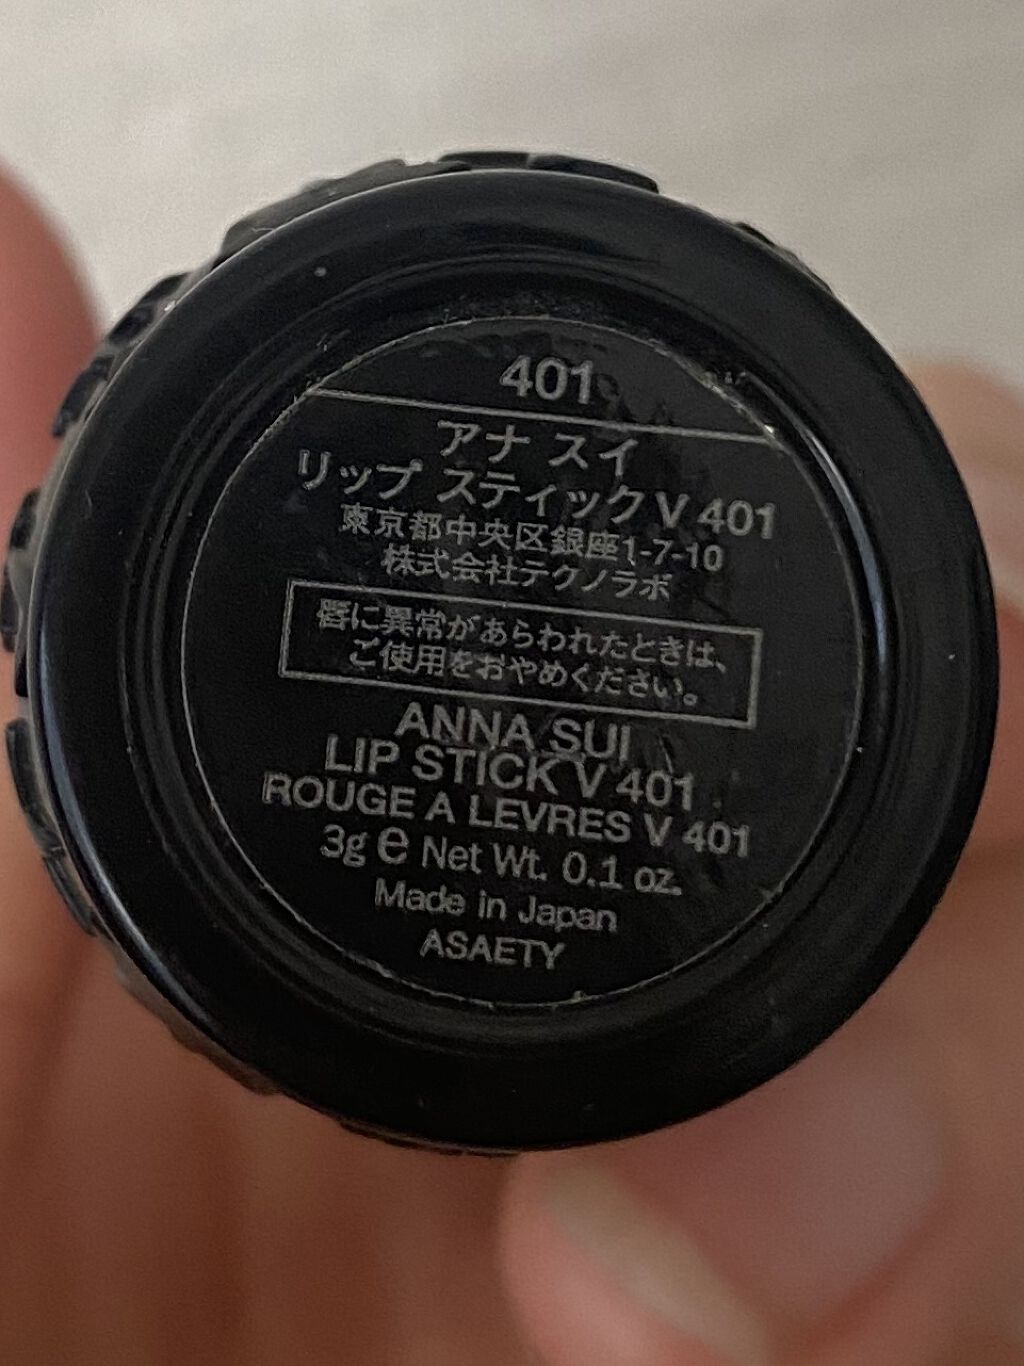 401
アナ スイ
リップ スティック V 401
東京都中央区銀座1-7-10
株式会社テクノラボ
唇に異常があらわれたときは、
ご使用をおやめください。
ANNA SUI
LIP STICK V 401
ROUGE A LEVRES V 401
3g ℮ Net Wt. 0.1 oz.
Made in Japan
ASAETY